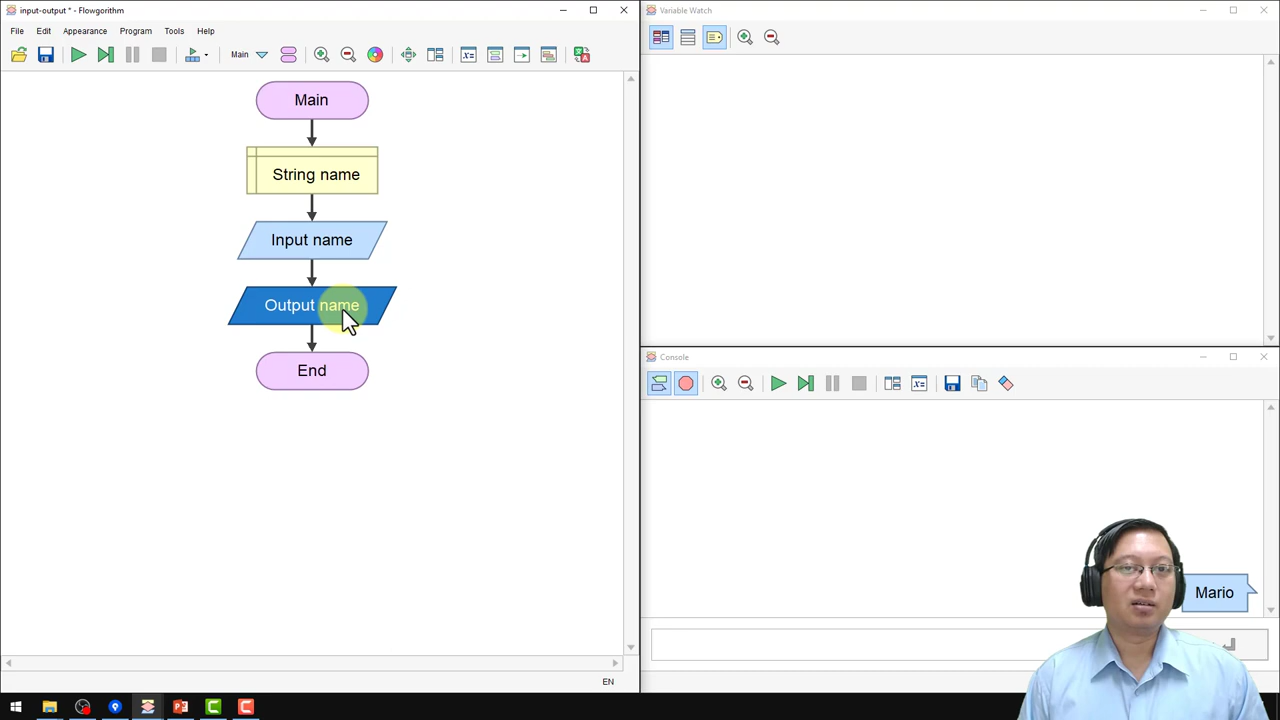 input-output * - Flowgorithm
File Edit Appearance Program Tools Help
Main
Main
String name
Input name
Output name
End
EN
Variable Watch
Console
Mario